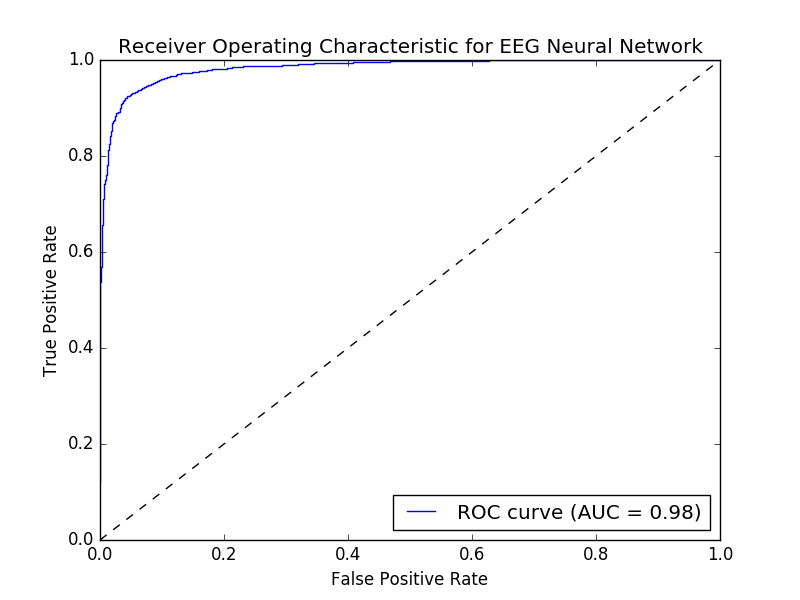 Receiver Operating Characteristic for EEG Neural Network
1.0
0.8
0.6
0.4
0.2
0.0
True Positive Rate
ROC curve (AUC = 0.98)
0.0 0.2 0.4 0.6 0.8 1.0
False Positive Rate